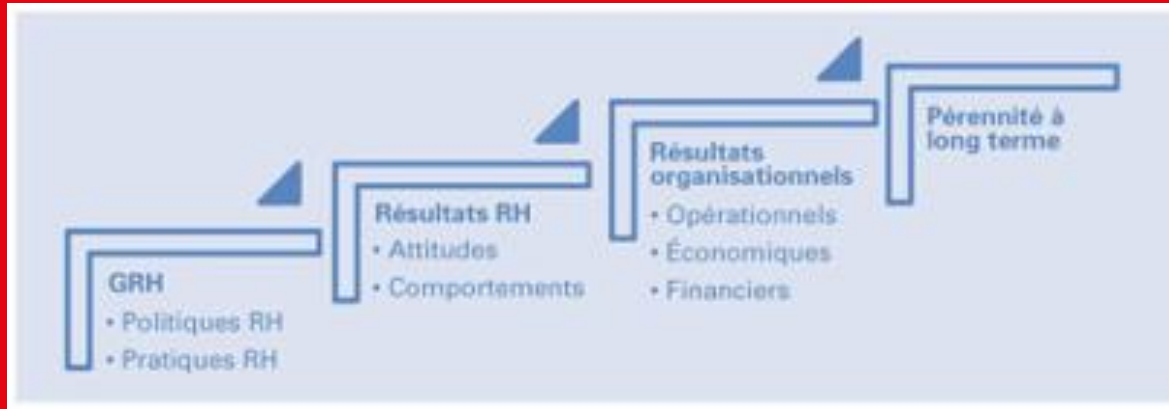 GRH
• Politiques RH
• Pratiques RH
Résultats RH
• Attitudes
• Comportements
Résultats
organisationnels
• Opérationnels
• Économiques
• Financiers
Pérennité à
long terme